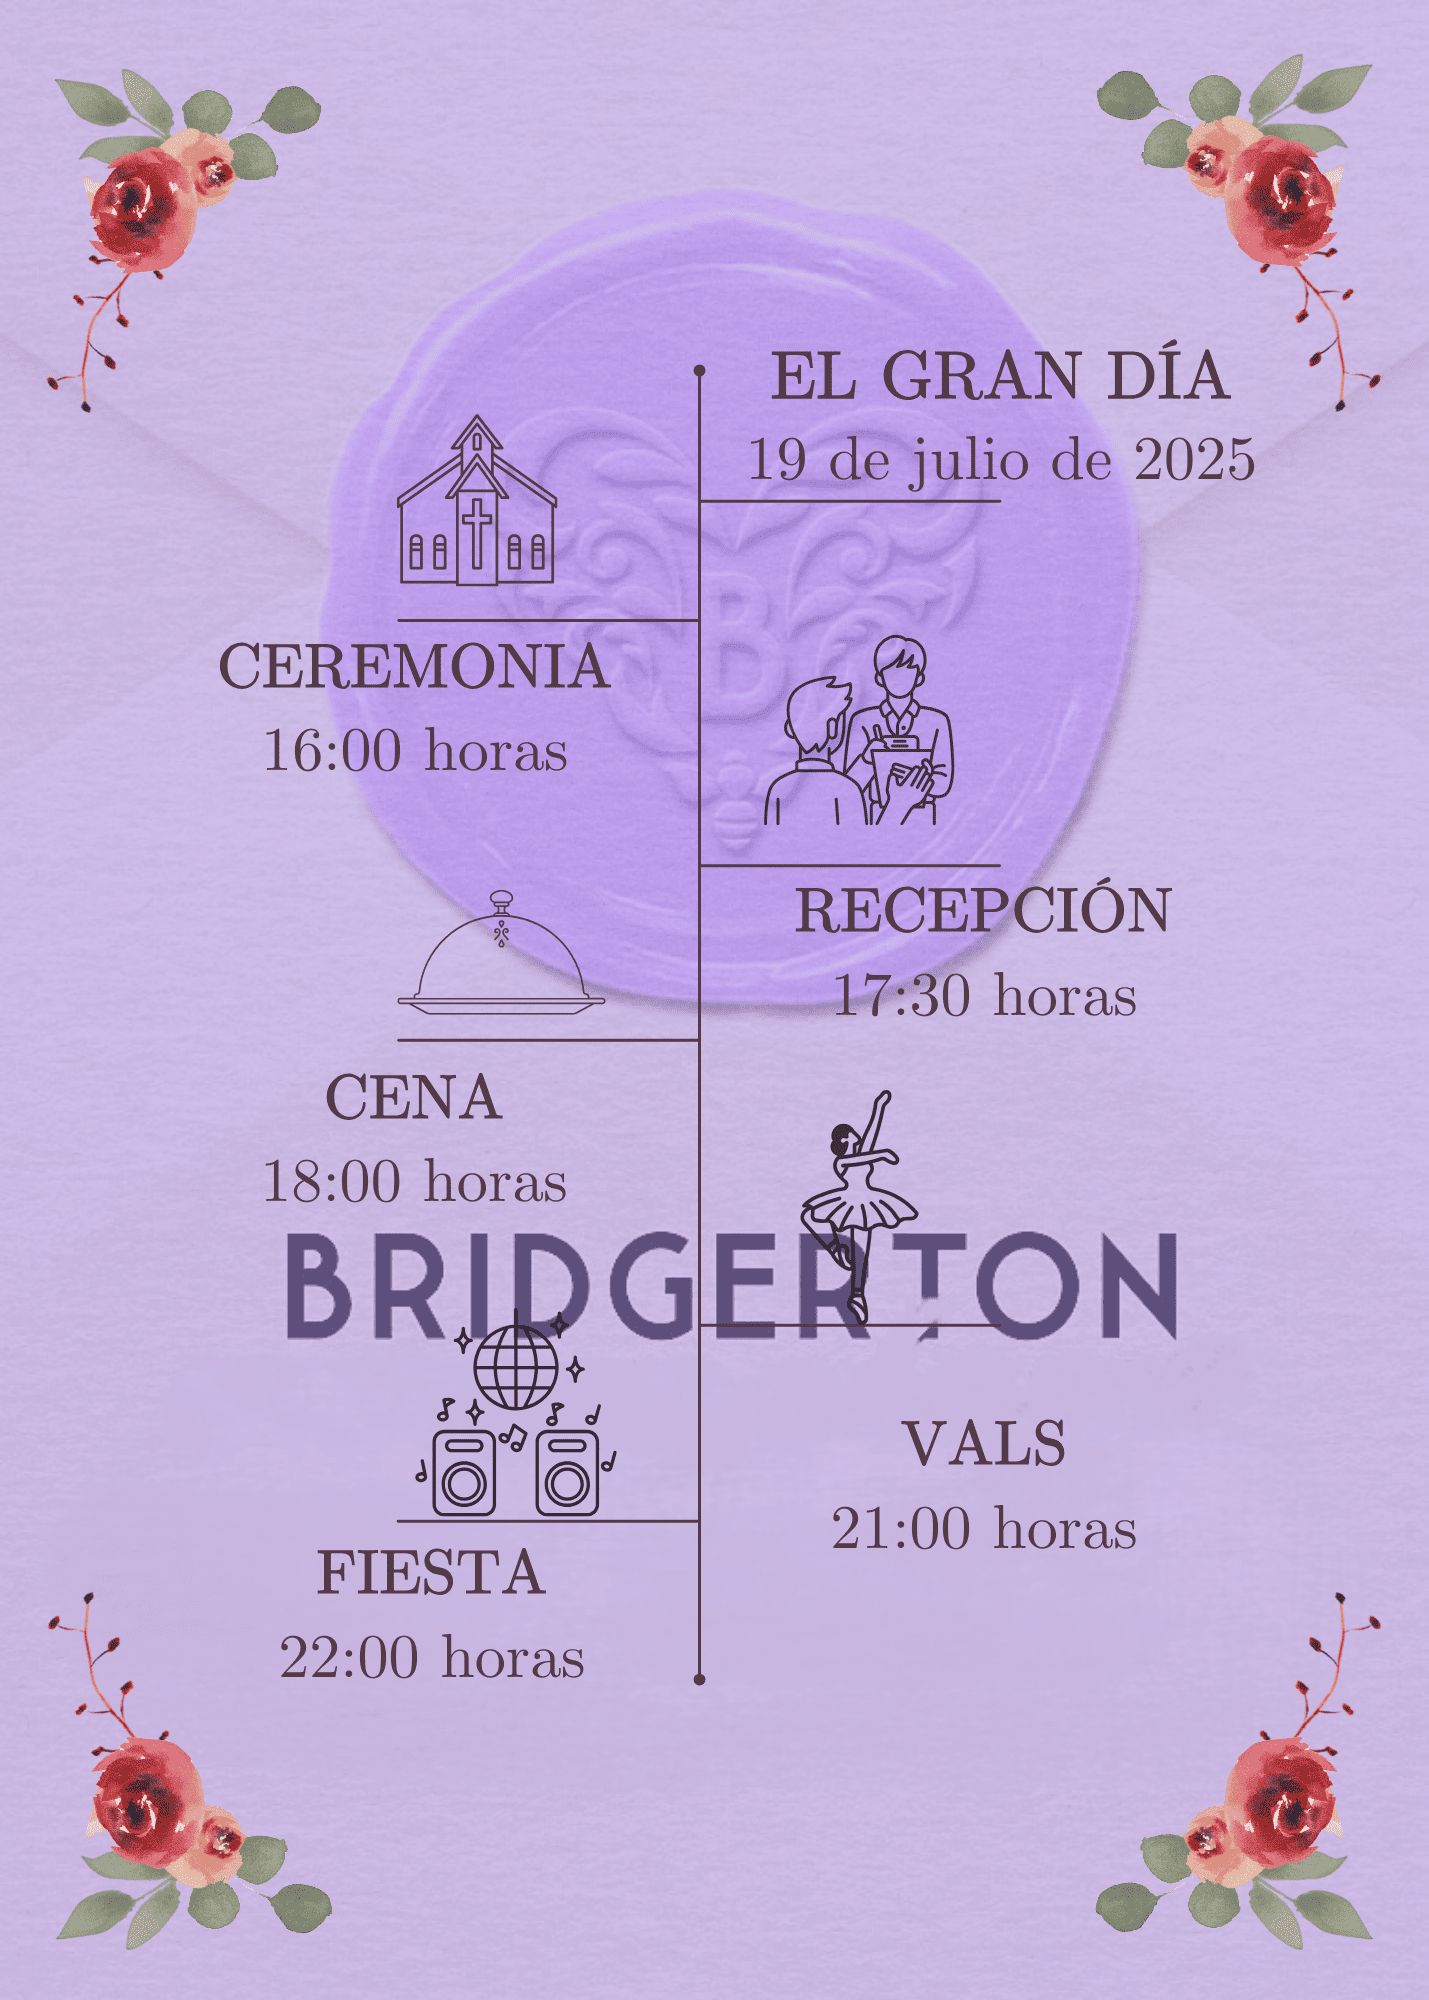 EL GRAN DÍA
19 de julio de 2025
B
CEREMONIA
16:00 horas
RECEPCIÓN
17:30 horas
CENA
18:00 horas
BRIDGERTON
VALS
21:00 horas
FIESTA
22:00 horas